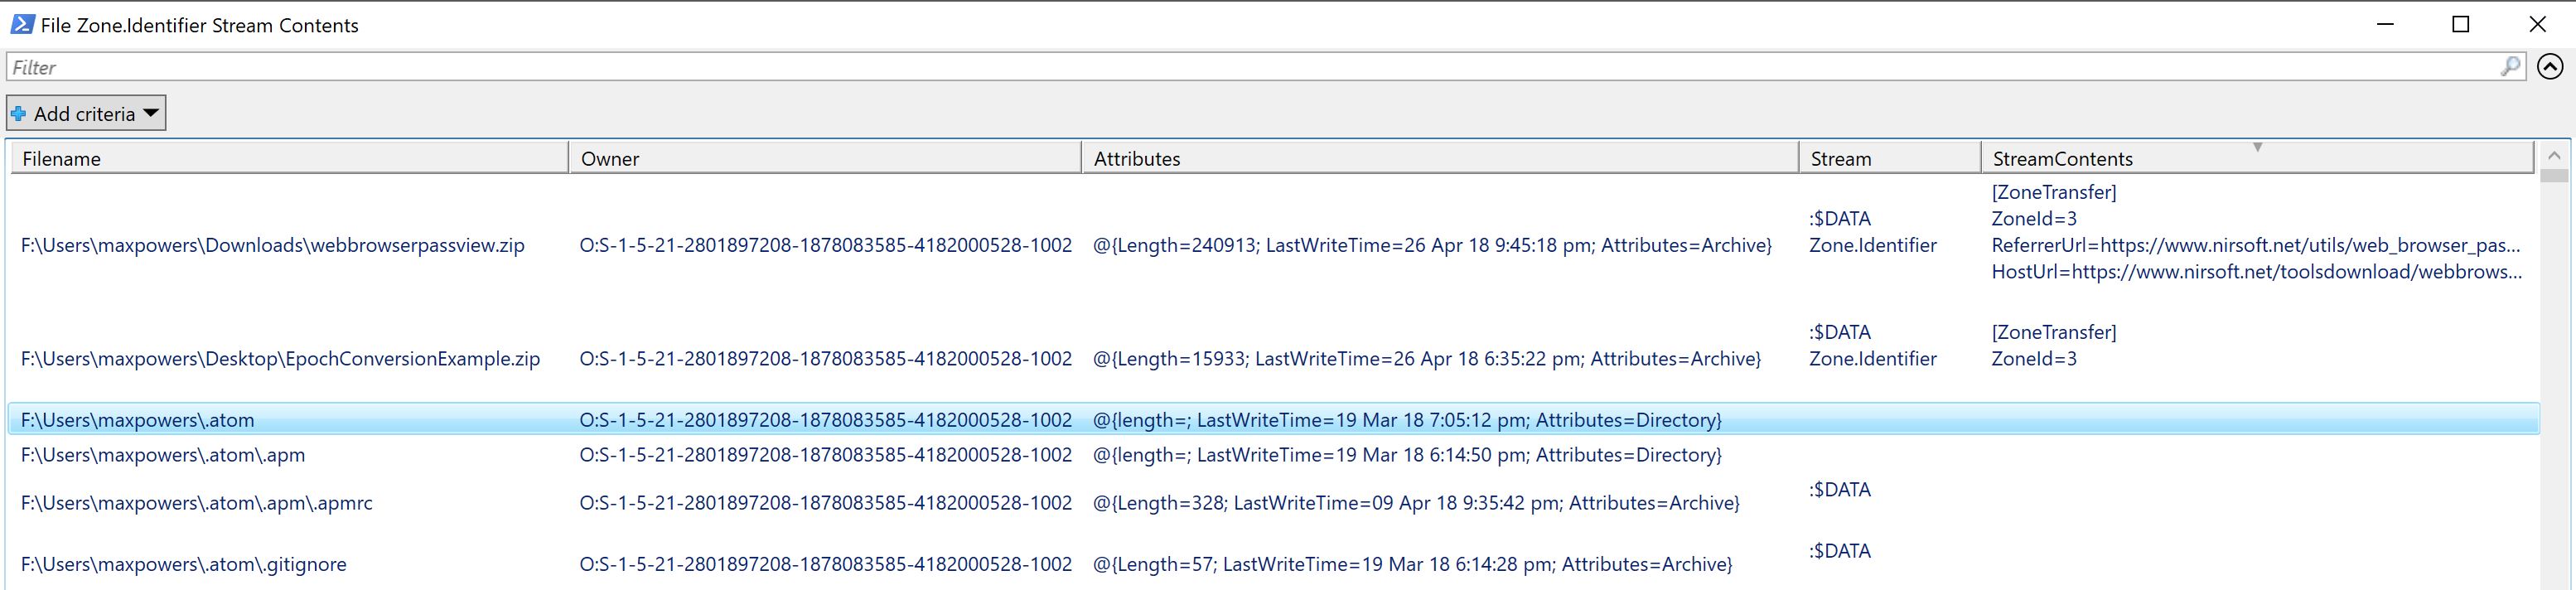 File Zone.Identifier Stream Contents
Filter
Add criteria
Filename Owner Attributes Stream StreamContents
[ZoneTransfer]
:$DATA ZoneId=3
F:\Users\maxpowers\Downloads\webbrowserpassview.zip O:S-1-5-21-2801897208-1878083585-4182000528-1002 @{Length=240913; LastWriteTime=26 Apr 18 9:45:18 pm; Attributes=Archive} Zone.Identifier ReferrerUrl=https://www.nirsoft.net/utils/web_browser_pas...
HostUrl=https://www.nirsoft.net/toolsdownload/webbrows...
:$DATA [ZoneTransfer]
F:\Users\maxpowers\Desktop\EpochConversionExample.zip O:S-1-5-21-2801897208-1878083585-4182000528-1002 @{Length=15933; LastWriteTime=26 Apr 18 6:35:22 pm; Attributes=Archive} Zone.Identifier ZoneId=3
F:\Users\maxpowers\.atom O:S-1-5-21-2801897208-1878083585-4182000528-1002 @{length=; LastWriteTime=19 Mar 18 7:05:12 pm; Attributes=Directory}
F:\Users\maxpowers\.atom\.apm O:S-1-5-21-2801897208-1878083585-4182000528-1002 @{length=; LastWriteTime=19 Mar 18 6:14:50 pm; Attributes=Directory}
:$DATA
F:\Users\maxpowers\.atom\.apm\.apmrc O:S-1-5-21-2801897208-1878083585-4182000528-1002 @{Length=328; LastWriteTime=09 Apr 18 9:35:42 pm; Attributes=Archive}
:$DATA
F:\Users\maxpowers\.atom\.gitignore O:S-1-5-21-2801897208-1878083585-4182000528-1002 @{Length=57; LastWriteTime=19 Mar 18 6:14:28 pm; Attributes=Archive}